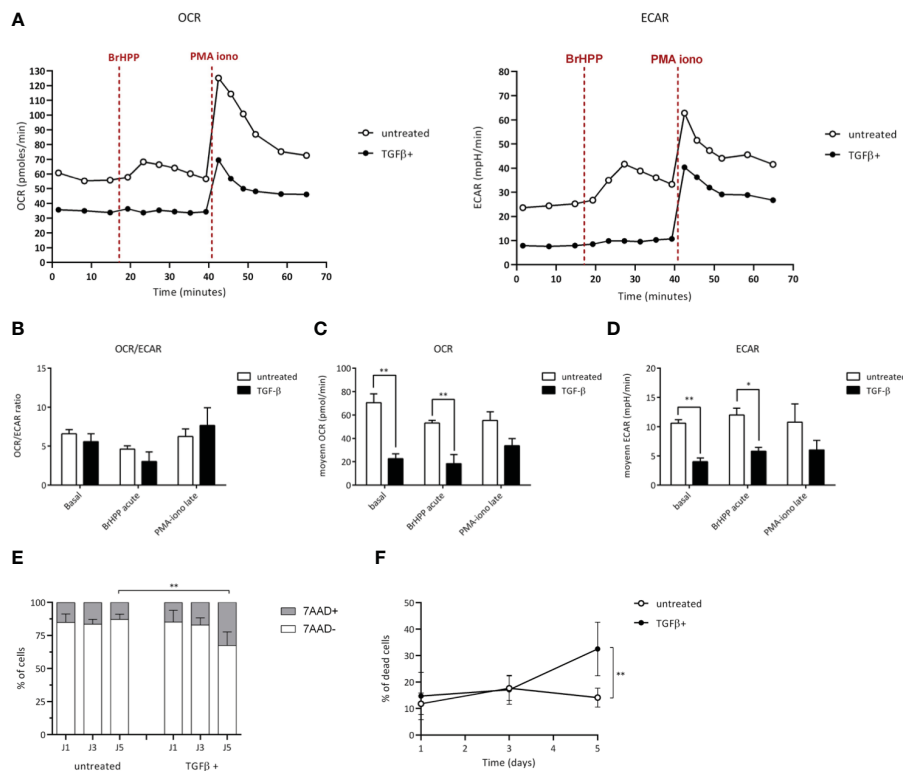 A
OCR
ECAR
BrHPP
PMA iono
BrHPP
PMA iono
130
120
110
100
90
80
70
60
50
40
30
20
10
0
OCR (pmoles/min)
0 10 20 30 40 50 60 70
Time (minutes)
untreated
TGFβ+
80
70
60
50
40
30
20
10
0
ECAR (mpH/min)
0 10 20 30 40 50 60 70
Time (minutes)
untreated
TGFβ+
B
OCR/ECAR
15
10
5
0
OCR/ECAR ratio
Basal
BrHPP acute
PMA-iono late
untreated
TGF-β
C
OCR
100
80
60
40
20
0
moyenn OCR (pmol/min)
**
**
basal
BrHPP acute
PMA-iono late
untreated
TGF-β
D
ECAR
20
15
10
5
0
moyenn ECAR (mpH/min)
**
*
basal
BrHPP acute
PMA-iono late
untreated
TGF-β
E
**
100
75
50
25
0
% of cells
J1 J3 J5 J1 J3 J5
untreated TGFβ +
7AAD+
7AAD-
F
50
40
30
20
10
0
% of dead cells
1 2 3 4 5
Time (days)
**
untreated
TGFβ+